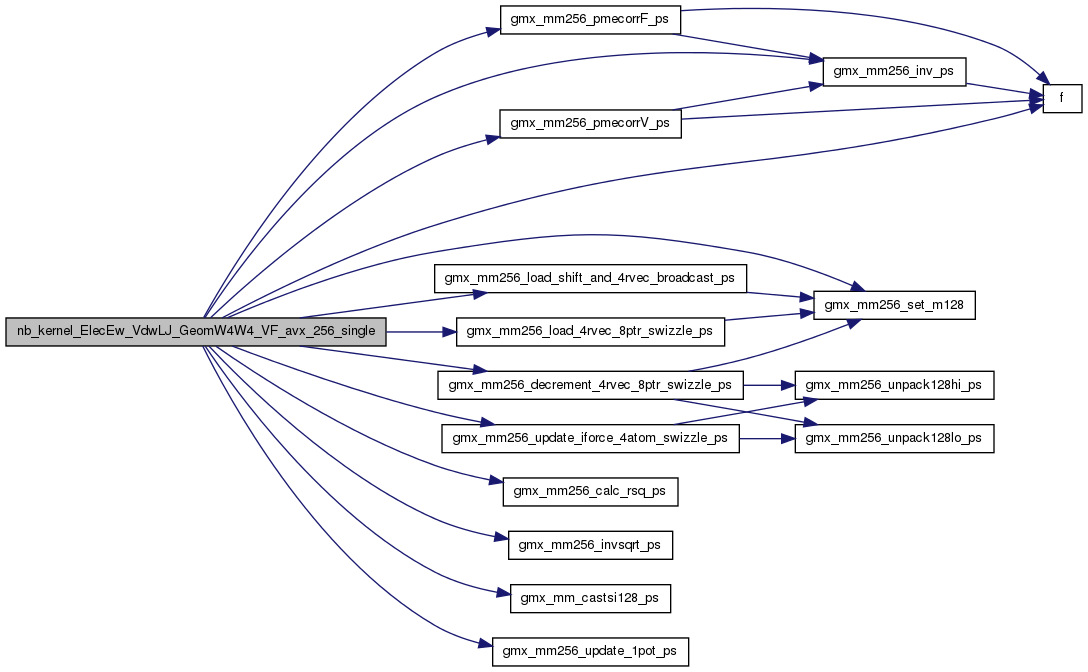 gmx_mm256_pmecorrF_ps
gmx_mm256_inv_ps
f
gmx_mm256_pmecorrV_ps
gmx_mm256_load_shift_and_4rvec_broadcast_ps
gmx_mm256_set_m128
nb_kernel_ElecEw_VdwLJ_GeomW4W4_VF_avx_256_single
gmx_mm256_load_4rvec_8ptr_swizzle_ps
gmx_mm256_decrement_4rvec_8ptr_swizzle_ps
gmx_mm256_unpack128hi_ps
gmx_mm256_update_iforce_4atom_swizzle_ps
gmx_mm256_unpack128lo_ps
gmx_mm256_calc_rsq_ps
gmx_mm256_invsqrt_ps
gmx_mm_castsi128_ps
gmx_mm256_update_1pot_ps